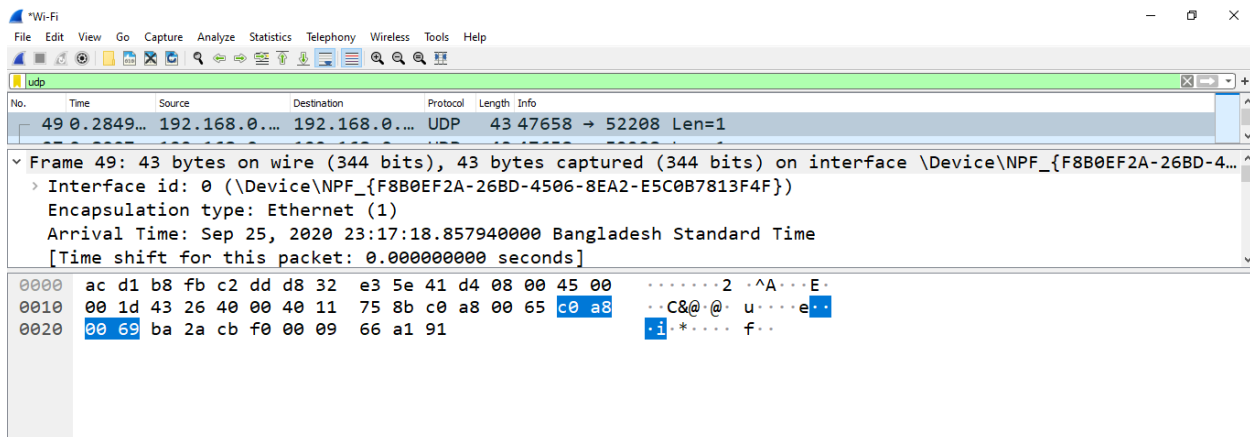 *Wi-Fi
File Edit View Go Capture Analyze Statistics Telephony Wireless Tools Help
udp
No. Time Source Destination Protocol Length Info
49 0.2849… 192.168.0.… 192.168.0.… UDP 43 47658 → 52208 Len=1
Frame 49: 43 bytes on wire (344 bits), 43 bytes captured (344 bits) on interface \Device\NPF_{F8B0EF2A-26BD-4…
Interface id: 0 (\Device\NPF_{F8B0EF2A-26BD-4506-8EA2-E5C0B7813F4F})
Encapsulation type: Ethernet (1)
Arrival Time: Sep 25, 2020 23:17:18.857940000 Bangladesh Standard Time
[Time shift for this packet: 0.000000000 seconds]
0000 ac d1 b8 fb c2 dd d8 32 e3 5e 41 d4 08 00 45 00 ·······2 ·^A···E·
0010 00 1d 43 26 40 00 40 11 75 8b c0 a8 00 65 c0 a8 ··C&@·@· u····e··
0020 00 69 ba 2a cb f0 00 09 66 a1 91 ·i·*···· f··